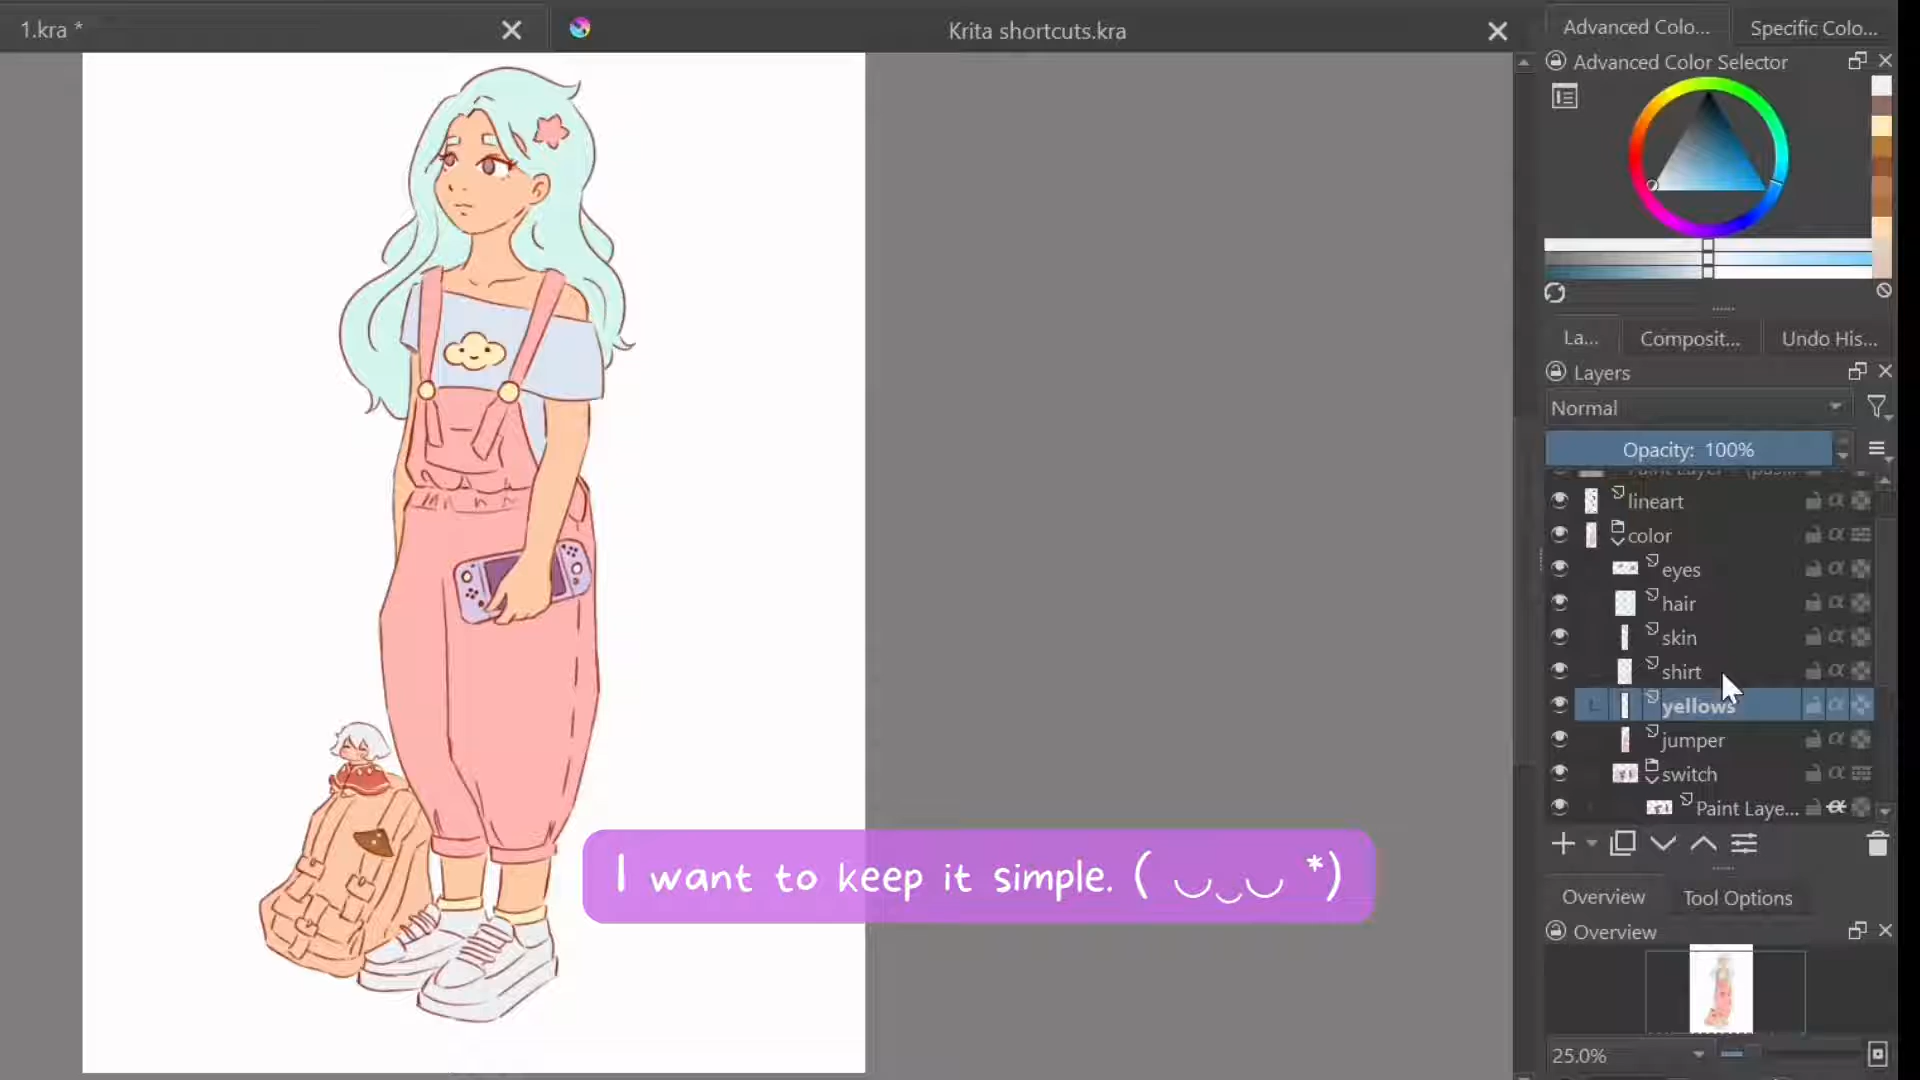 1.kra *
Krita shortcuts.kra
Advanced Colo...
Specific Colo...
Advanced Color Selector
La...
Composit...
Undo His...
Layers
Normal
Opacity: 100%
lineart
color
eyes
hair
skin
shirt
yellows
jumper
switch
Paint Laye...
I want to keep it simple. ( ◡‿◡ *)
Overview
Tool Options
Overview
25.0%